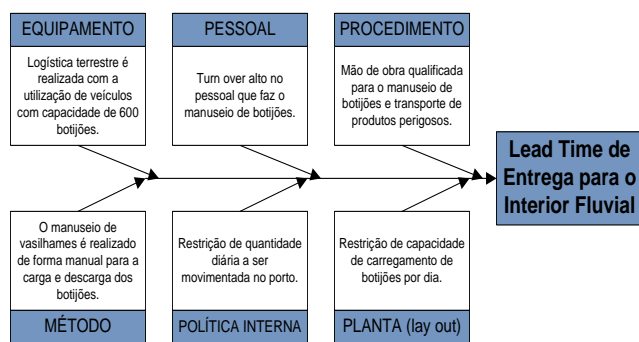 EQUIPAMENTO
Logística terrestre é
realizada com a
utilização de veículos
com capacidade de 600
botijões.
PESSOAL
Turn over alto no
pessoal que faz o
manuseio de botijões.
PROCEDIMENTO
Mão de obra qualificada
para o manuseio de
botijões e transporte de
produtos perigosos.
Lead Time de
Entrega para o
Interior Fluvial
O manuseio de
vasilhames é realizado
de forma manual para a
carga e descarga dos
botijões.
MÉTODO
Restrição de quantidade
diária a ser
movimentada no porto.
POLÍTICA INTERNA
Restrição de capacidade
de carregamento de
botijões por dia.
PLANTA (lay out)